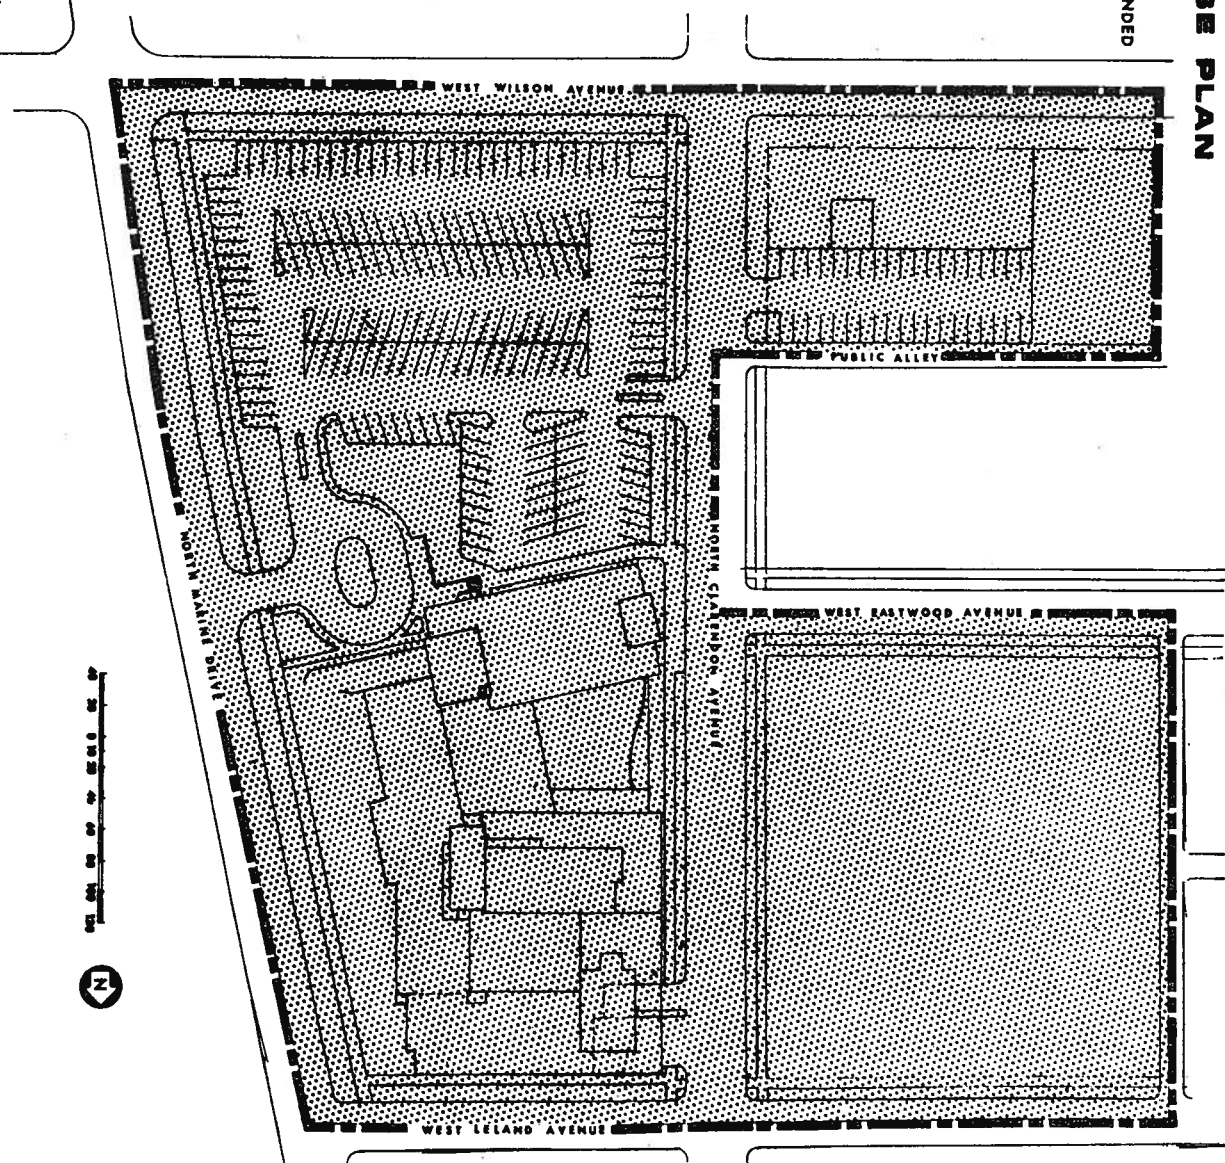 BE PLAN
NDED
WEST WILSON AVENUE
PUBLIC ALLEY
NORTH CLARENDON AVENUE
WEST EASTWOOD AVENUE
NORTH MARINE DRIVE
WEST LELAND AVENUE
N